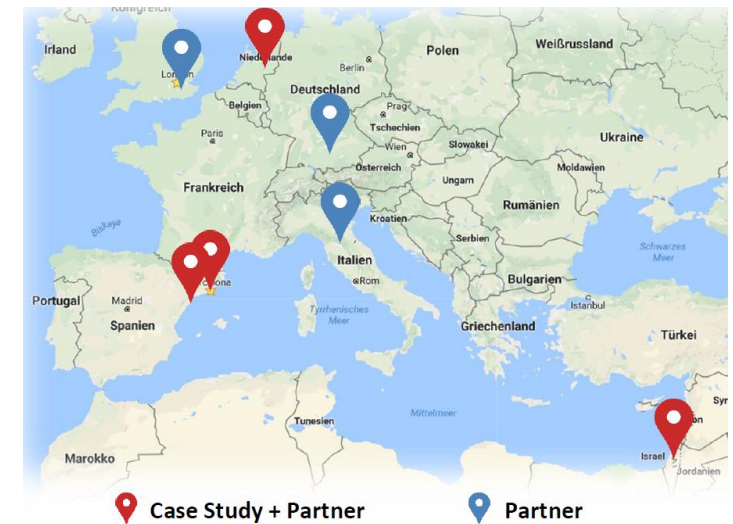 Königreich
Irland
London
Niederlande
Berlin
Polen
Weißrussland
Deutschland
Belgien
Prag
Tschechien
Paris
Wien
Slowakei
Ukraine
Österreich
Moldawien
Ungarn
Frankreich
Rumänien
Kroatien
Biskaya
Serbien
Schwarzes
Meer
Italien
Bulgarien
Rom
Portugal
Madrid
Spanien
Tyrrhenisches
Meer
Istanbul
Griechenland
Türkei
Syr
Mittelmeer
Tunesien
Israel
Marokko
Jordanien
Case Study + Partner
Partner